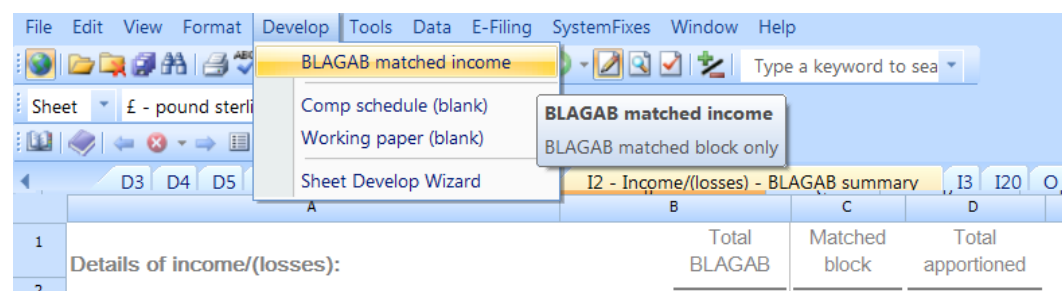 File Edit View Format Develop Tools Data E-Filing SystemFixes Window Help
BLAGAB matched income
ABC
Type a keyword to sea
Sheet £ - pound sterli
Comp schedule (blank)
BLAGAB matched income
Working paper (blank)
BLAGAB matched block only
D3 D4 D5
Sheet Develop Wizard
I2 - Income/(losses) - BLAGAB summary I3 I20 O
A B C D
1
Total Matched Total
Details of income/(losses): BLAGAB block apportioned
2